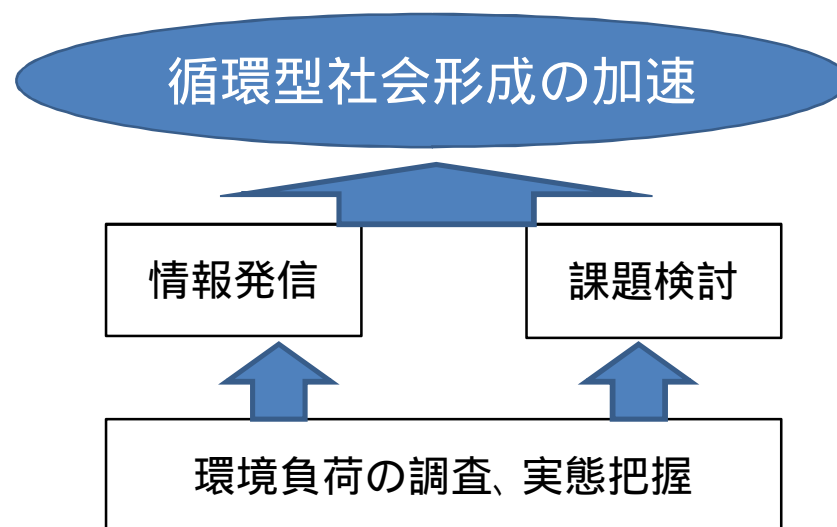 循環型社会形成の加速
情報発信
課題検討
環境負荷の調査、実態把握